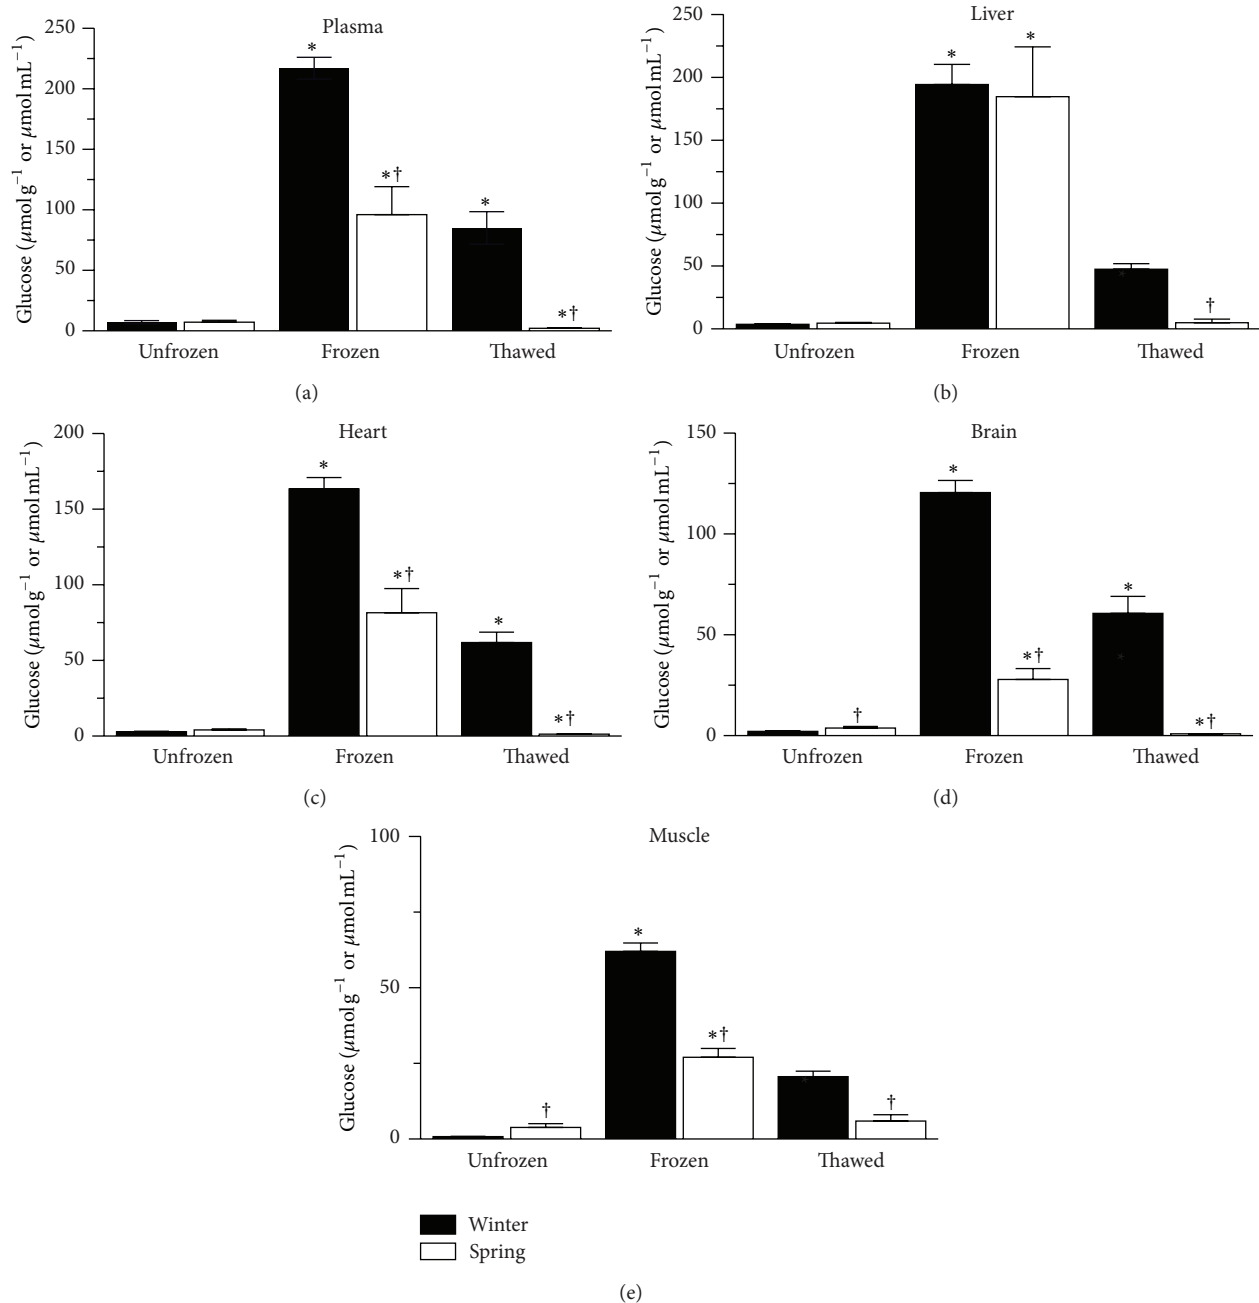 Plasma
Glucose (μmol g⁻¹ or μmol mL⁻¹)
250
200
150
100
50
0
*
*†
*
*†
Unfrozen Frozen Thawed
(a)
Liver
Glucose (μmol g⁻¹ or μmol mL⁻¹)
250
200
150
100
50
0
*
*
*
†
Unfrozen Frozen Thawed
(b)
Heart
Glucose (μmol g⁻¹ or μmol mL⁻¹)
200
150
100
50
0
*
*†
*
*†
Unfrozen Frozen Thawed
(c)
Brain
Glucose (μmol g⁻¹ or μmol mL⁻¹)
150
100
50
0
†
*
*†
*
*
*†
Unfrozen Frozen Thawed
(d)
Muscle
Glucose (μmol g⁻¹ or μmol mL⁻¹)
100
50
0
†
*
*†
*
†
Unfrozen Frozen Thawed
Winter
Spring
(e)